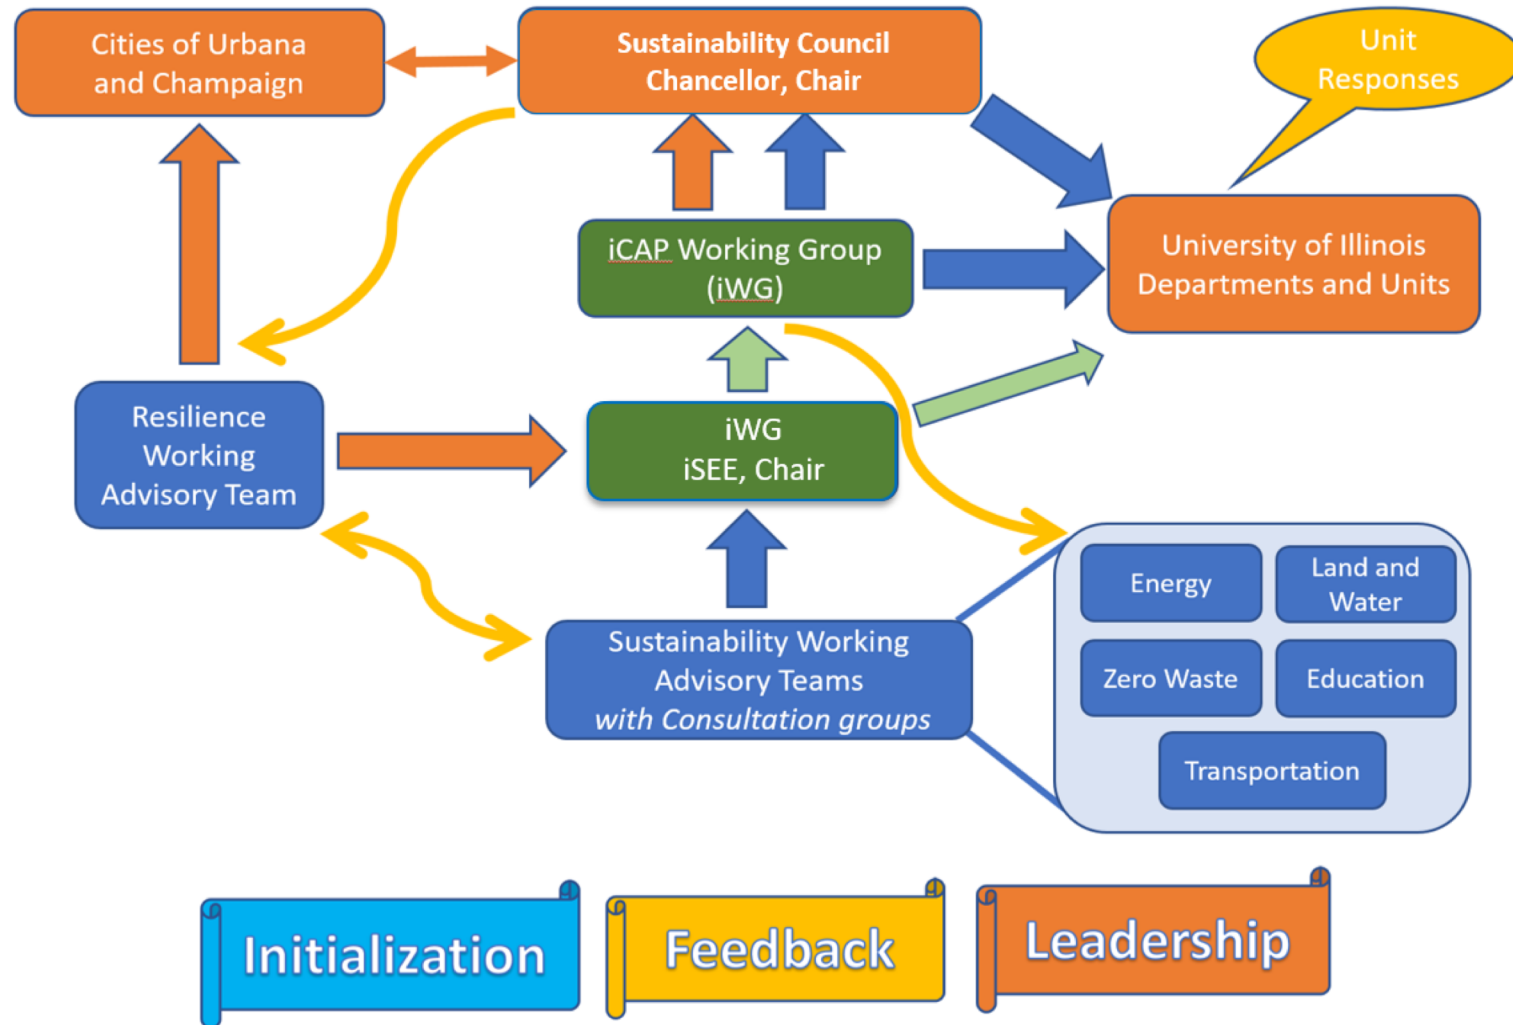 Cities of Urbana
and Champaign
Sustainability Council
Chancellor, Chair
Unit
Responses
iCAP Working Group
(iWG)
University of Illinois
Departments and Units
Resilience
Working
Advisory Team
iWG
iSEE, Chair
Sustainability Working
Advisory Teams
with Consultation groups
Energy
Land and
Water
Zero Waste
Education
Transportation
Initialization
Feedback
Leadership